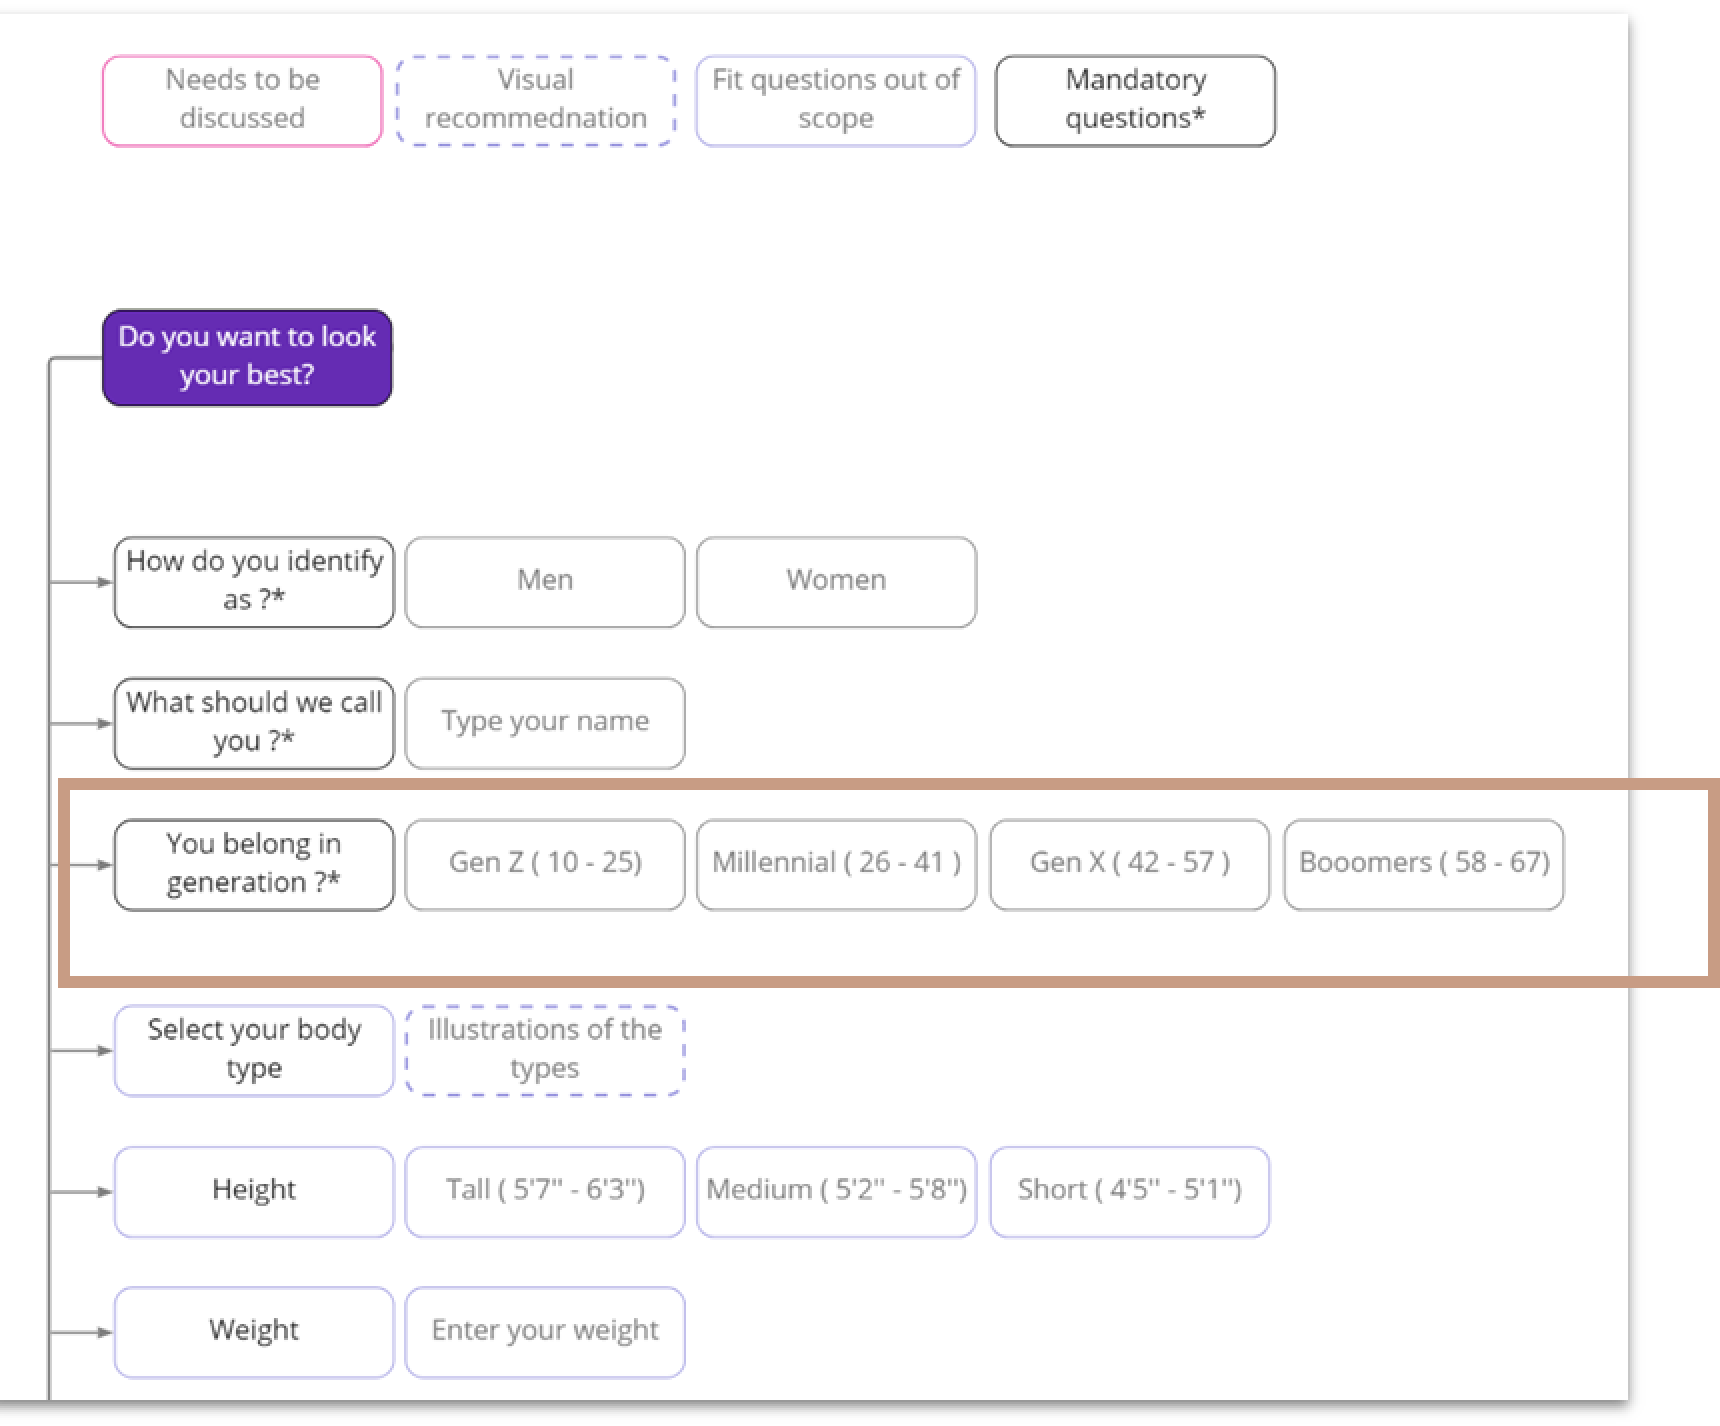 Needs to be
discussed
Visual
recommednation
Fit questions out of
scope
Mandatory
questions*
Do you want to look
your best?
How do you identify
as ?*
Men
Women
What should we call
you ?*
Type your name
You belong in
generation ?*
Gen Z ( 10 - 25)
Millennial ( 26 - 41 )
Gen X ( 42 - 57 )
Booomers ( 58 - 67)
Select your body
type
Illustrations of the
types
Height
Tall ( 5'7" - 6'3")
Medium ( 5'2" - 5'8")
Short ( 4'5" - 5'1")
Weight
Enter your weight